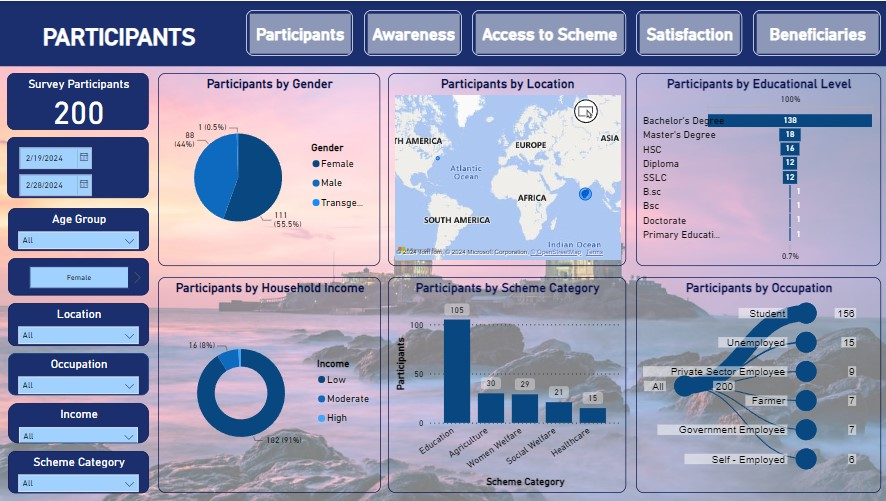 PARTICIPANTS
Participants
Awareness
Access to Scheme
Satisfaction
Beneficiaries
Survey Participants
200
2/19/2024
2/28/2024
Age Group
All
Female
Location
All
Occupation
All
Income
All
Scheme Category
All
Participants by Gender
1 (0.5%)
88
(44%)
111
(55.5%)
Gender
Female
Male
Transge...
Participants by Location
TH AMERICA
EUROPE
ASIA
Atlantic
Ocean
AFRICA
SOUTH AMERICA
Indian Ocean
© 2024 Microsoft Corporation, © OpenStreetMap Terms
Participants by Educational Level
100%
Bachelor's Degree 138
Master's Degree 18
HSC 16
Diploma 12
SSLC 12
B.sc 1
Bsc 1
Doctorate 1
Primary Educati... 1
0.7%
Participants by Household Income
16 (8%)
182 (91%)
Income
Low
Moderate
High
Participants by Scheme Category
Participants
100
50
0
105
30
29
21
15
Education
Agriculture
Women Welfare
Social Welfare
Healthcare
Scheme Category
Participants by Occupation
All 200
Student 156
Unemployed 15
Private Sector Employee 9
Farmer 7
Government Employee 7
Self - Employed 6